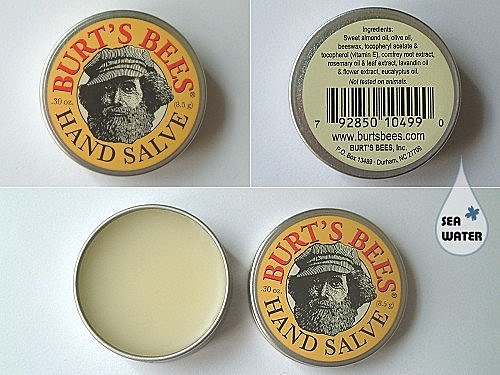 BURT'S BEES®
.30 oz. (8.5 g)
HAND SALVE
Ingredients:
Sweet almond oil, olive oil,
beeswax, tocopheryl acetate &
tocopherol (vitamin E), comfrey root extract,
rosemary oil & leaf extract, lavandin oil
& flower extract, eucalyptus oil.
Not tested on animals.
7 92850 10499 0
www.burtsbees.com
BURT'S BEES, Inc.
P.O. Box 13489 · Durham, NC 27709
SEA
WATER
BURT'S BEES®
.30 oz. (8.5 g)
HAND SALVE